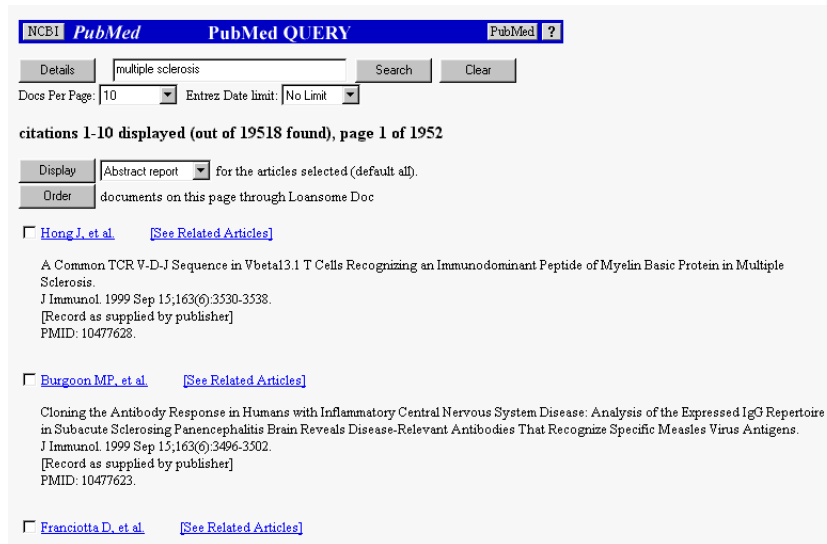 NCBI PubMed PubMed QUERY PubMed ?
Details multiple sclerosis Search Clear
Docs Per Page: 10 Entrez Date limit: No Limit
citations 1-10 displayed (out of 19518 found), page 1 of 1952
Display Abstract report for the articles selected (default all).
Order documents on this page through Loansome Doc
Hong J, et al. [See Related Articles]
A Common TCR V-D-J Sequence in Vbeta13.1 T Cells Recognizing an Immunodominant Peptide of Myelin Basic Protein in Multiple
Sclerosis.
J Immunol. 1999 Sep 15;163(6):3530-3538.
[Record as supplied by publisher]
PMID: 10477628.
Burgoon MP, et al. [See Related Articles]
Cloning the Antibody Response in Humans with Inflammatory Central Nervous System Disease: Analysis of the Expressed IgG Repertoire
in Subacute Sclerosing Panencephalitis Brain Reveals Disease-Relevant Antibodies That Recognize Specific Measles Virus Antigens.
J Immunol. 1999 Sep 15;163(6):3496-3502.
[Record as supplied by publisher]
PMID: 10477623.
Franciotta D, et al. [See Related Articles]